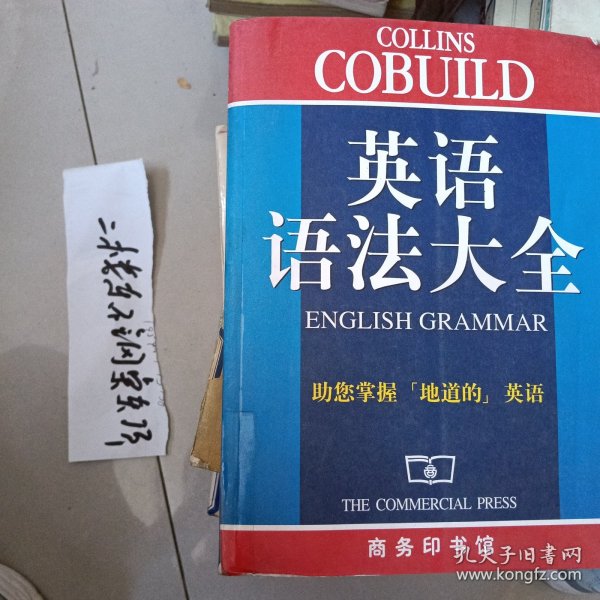 COLLINS
COBUILD
英语
语法大全
ENGLISH GRAMMAR
助您掌握「地道的」英语
THE COMMERCIAL PRESS
商务印书馆
孔夫子旧书网
www.kongfz.com